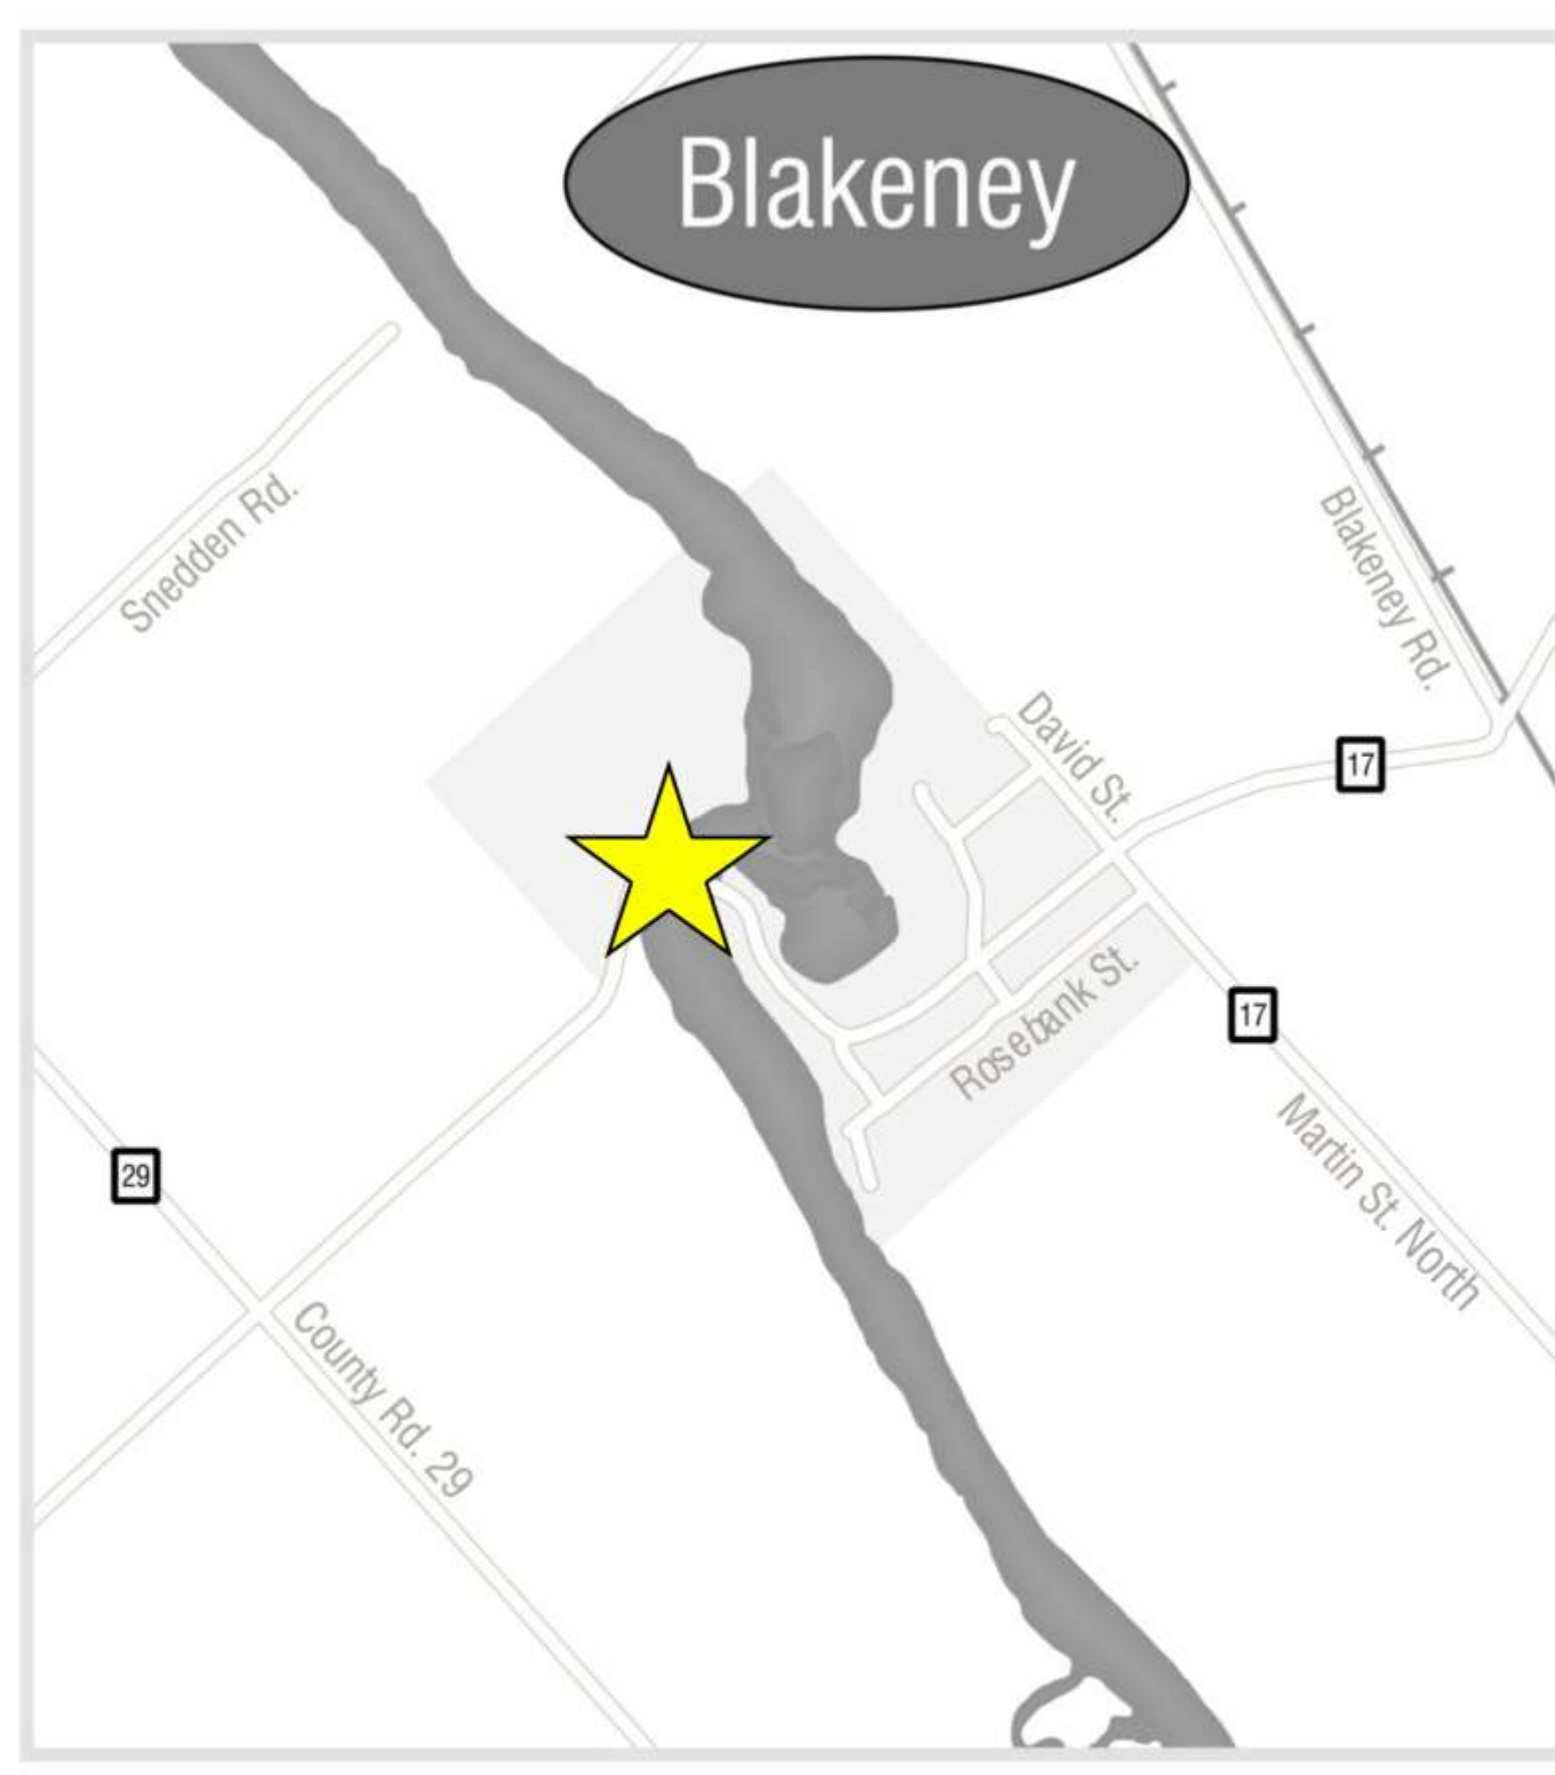 Blakeney
Snedden Rd.
Blakeney Rd.
David St.
17
Rosebank St.
17
Martin St. North
29
County Rd. 29